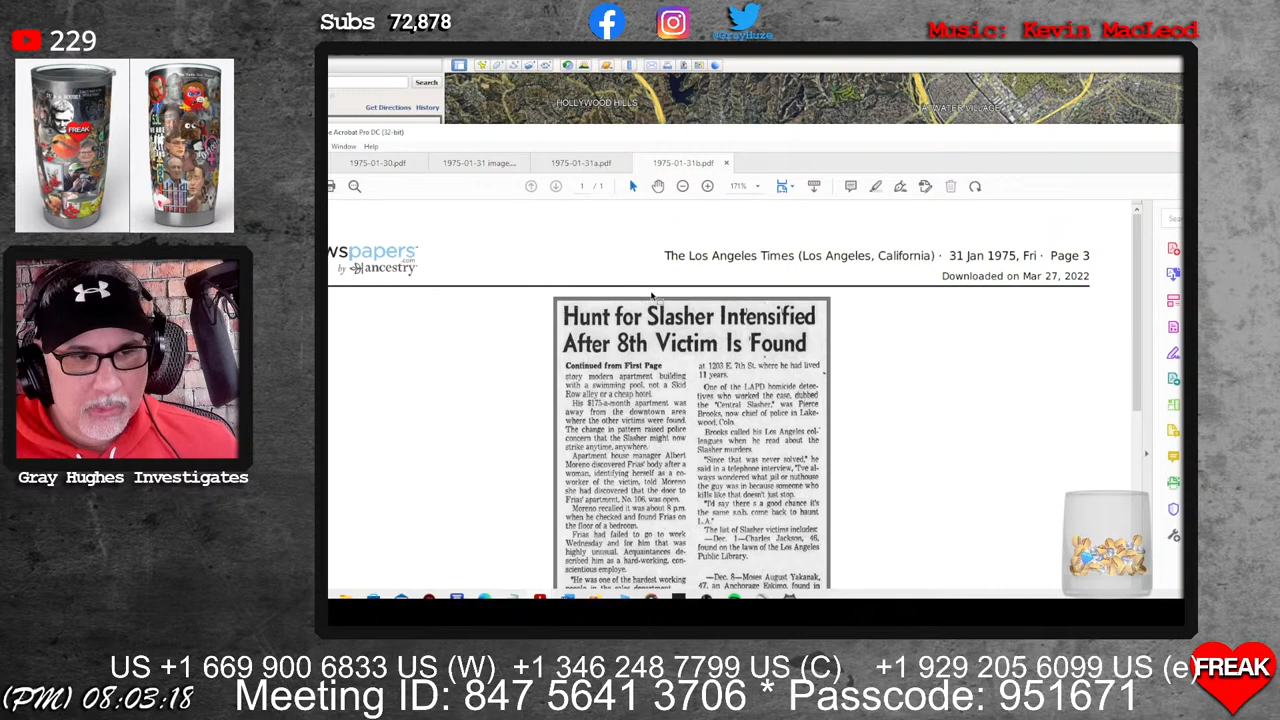 229
Subs 72,878
@GrayHuze
Music: Kevin MacLeod
FREAK
Gray Hughes Investigates
Search
Get Directions History
HOLLYWOOD HILLS
ATWATER VILLAGE
e Acrobat Pro DC (32-bit)
Window Help
1975-01-30.pdf
1975-01-31 image....
1975-01-31a.pdf
1975-01-31b.pdf
1 / 1
171%
wspapers
.com
by ancestry
The Los Angeles Times (Los Angeles, California) · 31 Jan 1975, Fri · Page 3
Downloaded on Mar 27, 2022
Hunt for Slasher Intensified
After 8th Victim Is Found
Continued from First Page
story modern apartment building
with a swimming pool, not a Skid
Row alley or a cheap hotel.
His $175-a-month apartment was
away from the downtown area
where the other victims were found.
The change in pattern raised police
concern that the Slasher might now
strike anytime, anywhere.
Apartment house manager Albert
Moreno discovered Frias' body after a
woman, identifying herself as a co-
worker of the victim, told Moreno
she had discovered that the door to
Frias' apartment, No. 106, was open.
Moreno recalled it was about 8 p.m.
when he checked and found Frias on
the floor of a bedroom.
Frias had failed to go to work
Wednesday and for him that was
highly unusual. Acquaintances de-
scribed him as a hard-working, con-
scientious employe.
"He was one of the hardest working
people in the sales department
at 1203 E. 7th St. where he had lived
11 years.
One of the LAPD homicide detec-
tives who worked the case, dubbed
the "Central Slasher," was Pierce
Brooks, now chief of police in Lake-
wood, Colo.
Brooks called his Los Angeles col-
leagues when he read about the
Slasher murders.
"Since that was never solved," he
said in a telephone interview, "I've al-
ways wondered what jail or nuthouse
the guy was in because someone who
kills like that doesn't just stop.
"I'd say there's a good chance it's
the same s.o.b. come back to haunt
L.A."
The list of Slasher victims includes:
—Dec. 1—Charles Jackson, 46,
found on the lawn of the Los Angeles
Public Library.
—Dec. 8—Moses August Yakanak,
47, an Anchorage Eskimo, found in
US +1 669 900 6833 US (W) +1 346 248 7799 US (C) +1 929 205 6099 US (e)
FREAK
(PM) 08:03:18
Meeting ID: 847 5641 3706 * Passcode: 951671